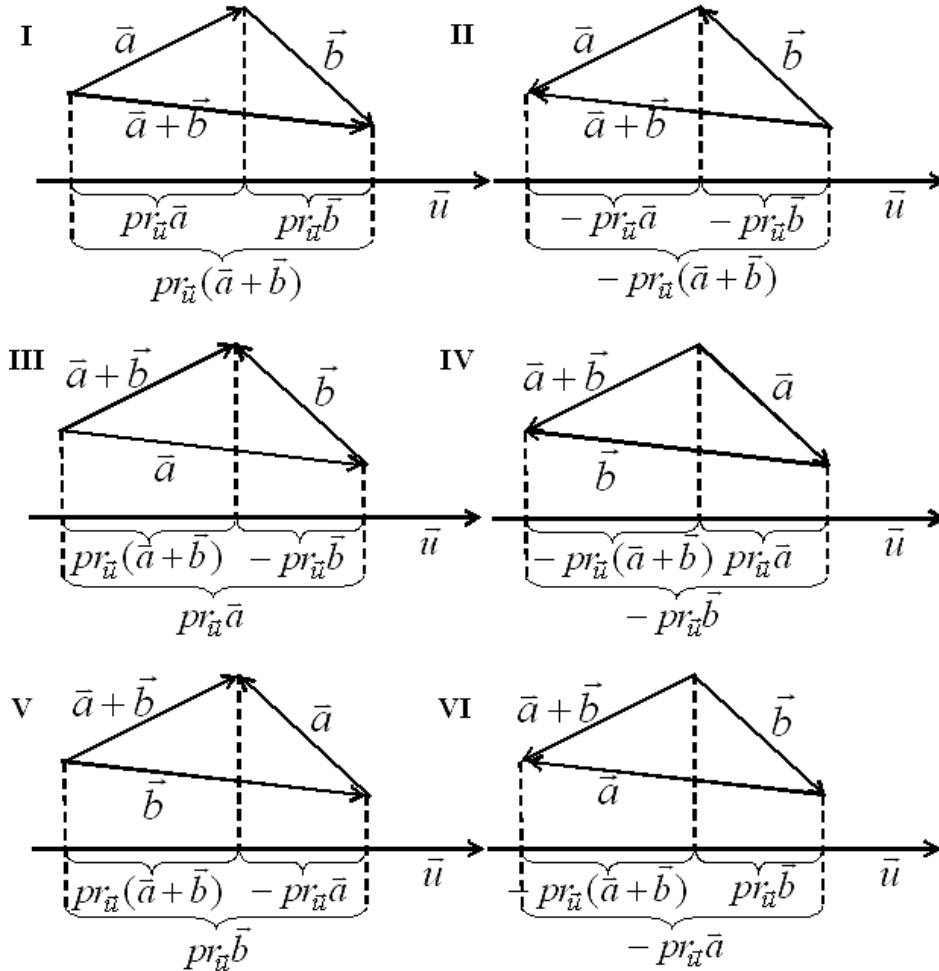 I
a⃗
b⃗
a⃗ + b⃗
pr_u⃗ a⃗
pr_u⃗ b⃗
u⃗
pr_u⃗(a⃗ + b⃗)
II
a⃗
b⃗
a⃗ + b⃗
− pr_u⃗ a⃗
− pr_u⃗ b⃗
u⃗
− pr_u⃗(a⃗ + b⃗)
III
a⃗ + b⃗
b⃗
a⃗
pr_u⃗(a⃗ + b⃗)
− pr_u⃗ b⃗
u⃗
pr_u⃗ a⃗
IV
a⃗ + b⃗
a⃗
b⃗
− pr_u⃗(a⃗ + b⃗)
pr_u⃗ a⃗
u⃗
− pr_u⃗ b⃗
V
a⃗ + b⃗
a⃗
b⃗
pr_u⃗(a⃗ + b⃗)
− pr_u⃗ a⃗
u⃗
pr_u⃗ b⃗
VI
a⃗ + b⃗
b⃗
a⃗
− pr_u⃗(a⃗ + b⃗)
pr_u⃗ b⃗
u⃗
− pr_u⃗ a⃗